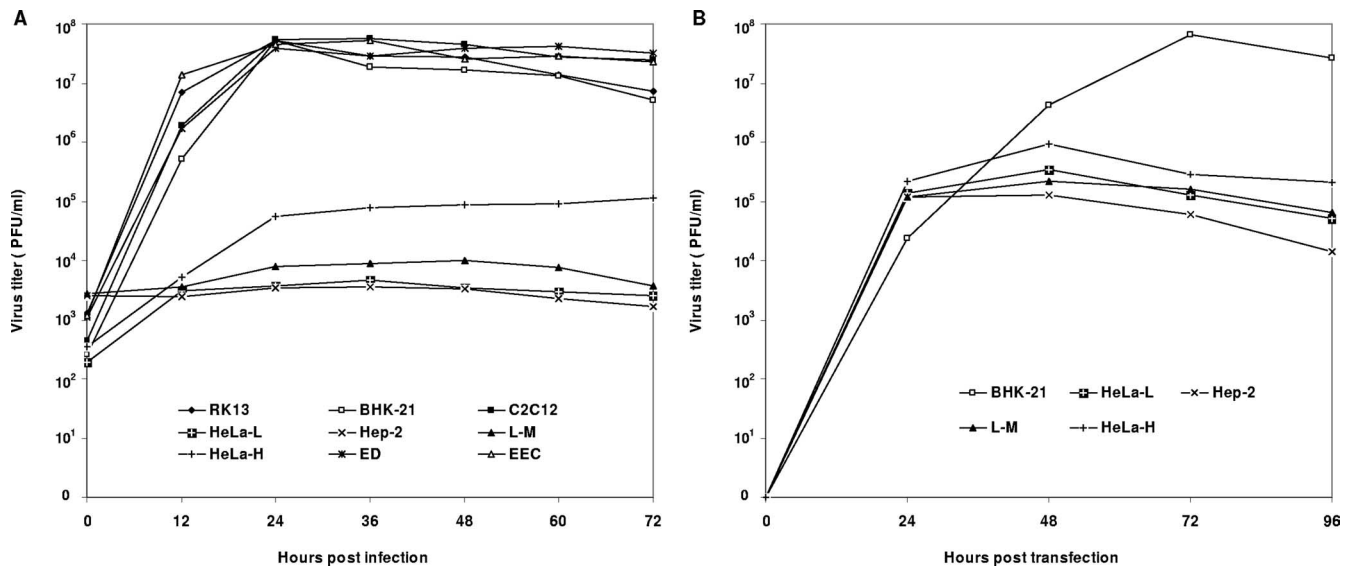 A
Virus titer ( PFU/ml)
10^8
10^7
10^6
10^5
10^4
10^3
10^2
10^1
0
RK13 BHK-21 C2C12
HeLa-L Hep-2 L-M
HeLa-H ED EEC
0 12 24 36 48 60 72
Hours post infection
B
Virus titer ( PFU/ml)
10^8
10^7
10^6
10^5
10^4
10^3
10^2
10^1
0
BHK-21 HeLa-L Hep-2
L-M HeLa-H
0 24 48 72 96
Hours post transfection